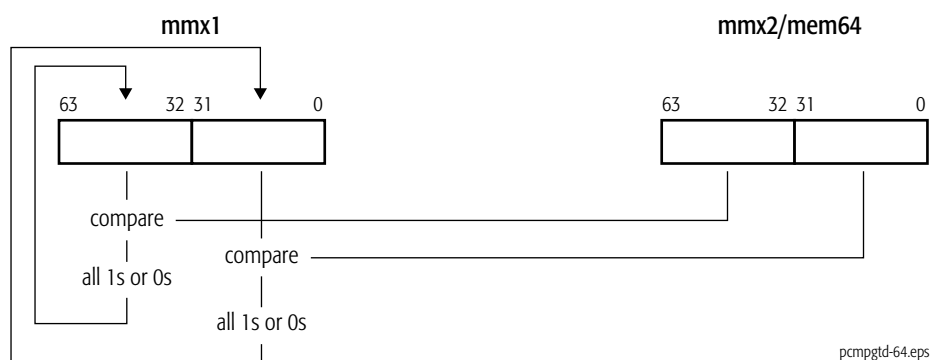 mmx1 mmx2/mem64
63 32 31 0 63 32 31 0
compare
compare
all 1s or 0s
all 1s or 0s
pcmpgtd-64.eps